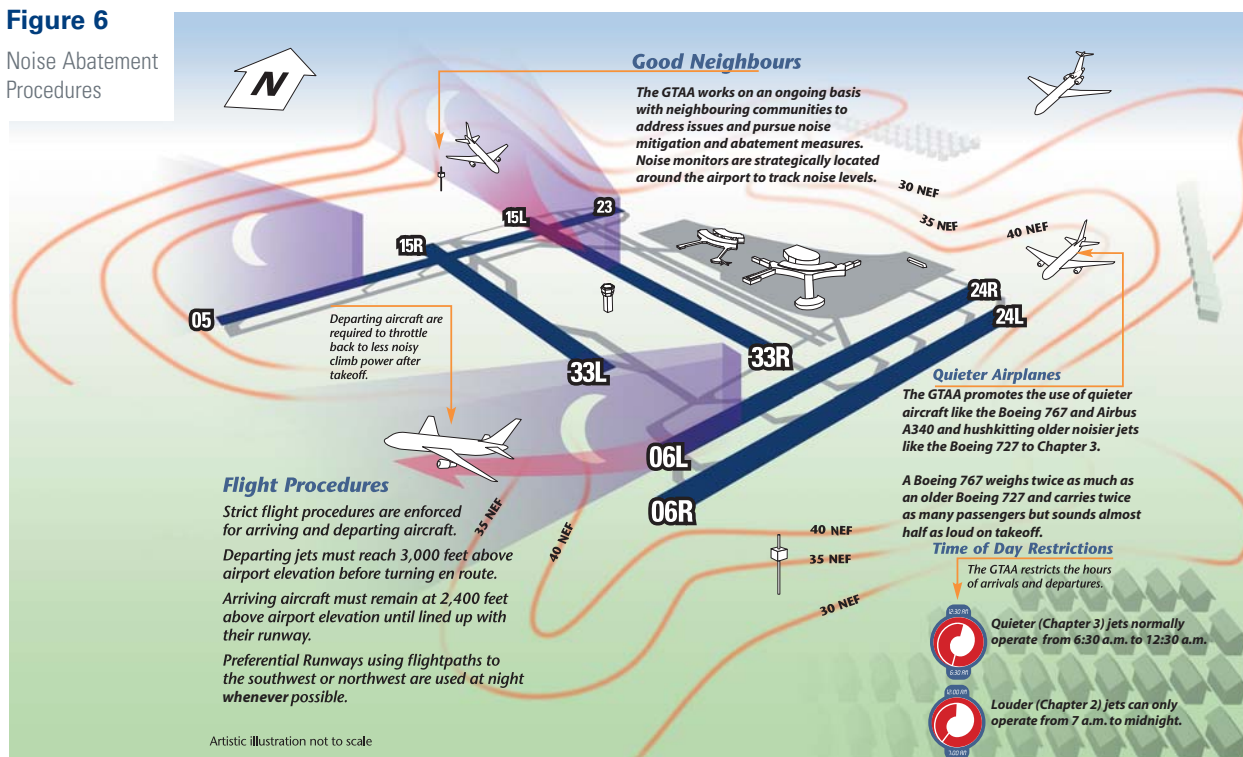 Figure 6
Noise Abatement
Procedures
N
Good Neighbours
The GTAA works on an ongoing basis
with neighbouring communities to
address issues and pursue noise
mitigation and abatement measures.
Noise monitors are strategically located
around the airport to track noise levels.
30 NEF
35 NEF
40 NEF
15L
23
15R
05
24R
24L
33L
33R
06L
06R
Departing aircraft are
required to throttle
back to less noisy
climb power after
takeoff.
Quieter Airplanes
The GTAA promotes the use of quieter
aircraft like the Boeing 767 and Airbus
A340 and hushkitting older noisier jets
like the Boeing 727 to Chapter 3.
A Boeing 767 weighs twice as much as
an older Boeing 727 and carries twice
as many passengers but sounds almost
half as loud on takeoff.
Flight Procedures
Strict flight procedures are enforced
for arriving and departing aircraft.
Departing jets must reach 3,000 feet above
airport elevation before turning en route.
Arriving aircraft must remain at 2,400 feet
above airport elevation until lined up with
their runway.
Preferential Runways using flightpaths to
the southwest or northwest are used at night
whenever possible.
35 NEF
40 NEF
40 NEF
35 NEF
30 NEF
Time of Day Restrictions
The GTAA restricts the hours
of arrivals and departures.
12:30
Quieter (Chapter 3) jets normally
operate from 6:30 a.m. to 12:30 a.m.
6:30
12:00
Louder (Chapter 2) jets can only
operate from 7 a.m. to midnight.
7:00
Artistic illustration not to scale